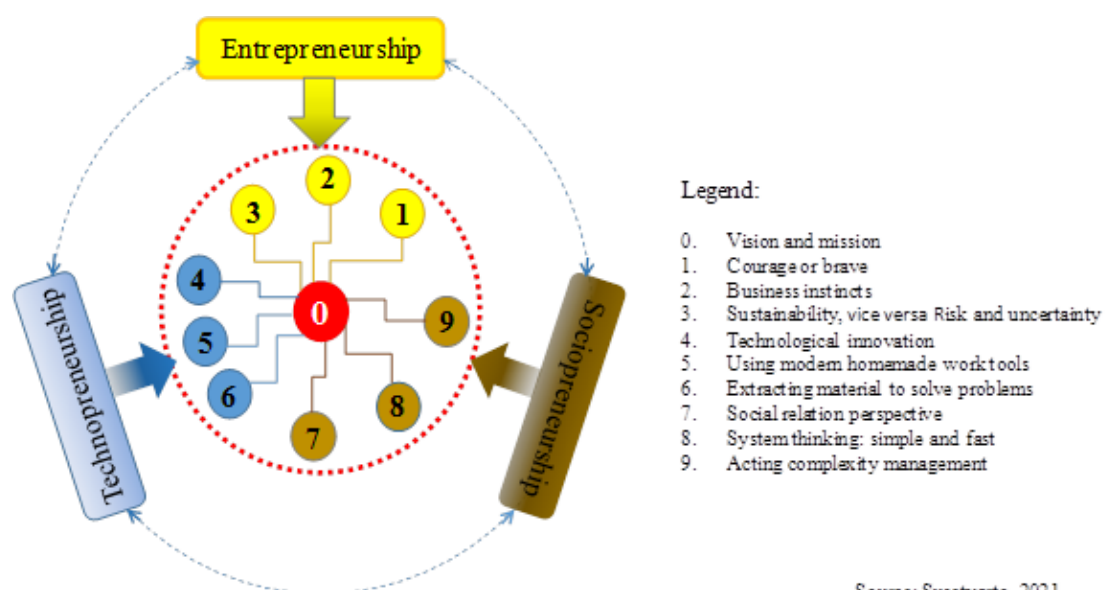 Entrepreneurship
2
3
1
4
0
9
5
6
8
7
Technopreneurship
Sociopreneurship
Legend:
0. Vision and mission
1. Courage or brave
2. Business instincts
3. Sustainability, vice versa Risk and uncertainty
4. Technological innovation
5. Using modern homemade work tools
6. Extracting material to solve problems
7. Social relation perspective
8. System thinking: simple and fast
9. Acting complexity management
2021